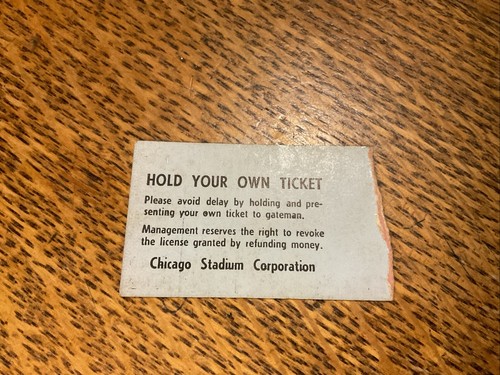 HOLD YOUR OWN TICKET
Please avoid delay by holding and pre-
senting your own ticket to gateman.
Management reserves the right to revoke
the license granted by refunding money.
Chicago Stadium Corporation